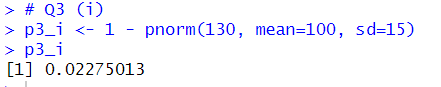 > # Q3 (i)
> p3_i <- 1 - pnorm(130, mean=100, sd=15)
> p3_i
[1] 0.02275013